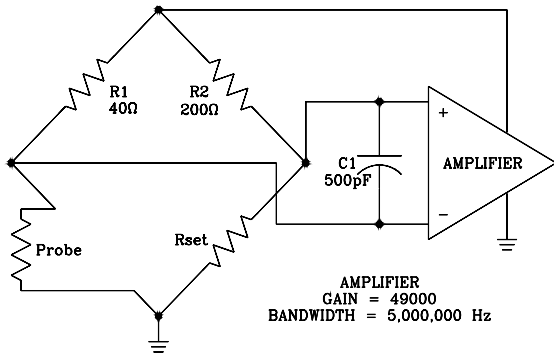 R1
40Ω
R2
200Ω
+
C1
500pF
AMPLIFIER
Rset
Probe
−
AMPLIFIER
GAIN = 49000
BANDWIDTH = 5,000,000 Hz